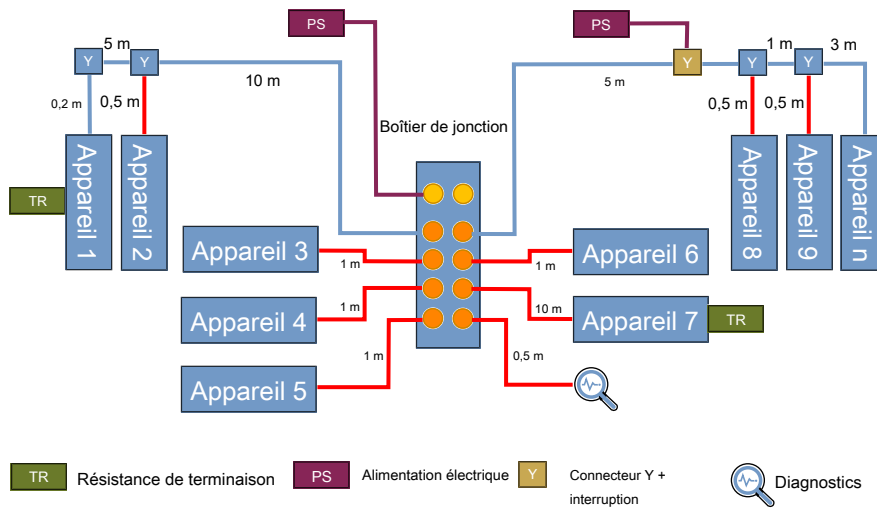 PS
PS
5 m
1 m
3 m
Y
Y
Y
Y
Y
10 m
5 m
0,2 m
0,5 m
0,5 m
0,5 m
Boîtier de jonction
Appareil 1
Appareil 2
Appareil 8
Appareil 9
Appareil n
TR
Appareil 3
1 m
Appareil 6
1 m
Appareil 4
1 m
Appareil 7
10 m
TR
Appareil 5
1 m
0,5 m
TR
Résistance de terminaison
PS
Alimentation électrique
Y
Connecteur Y +
interruption
Diagnostics